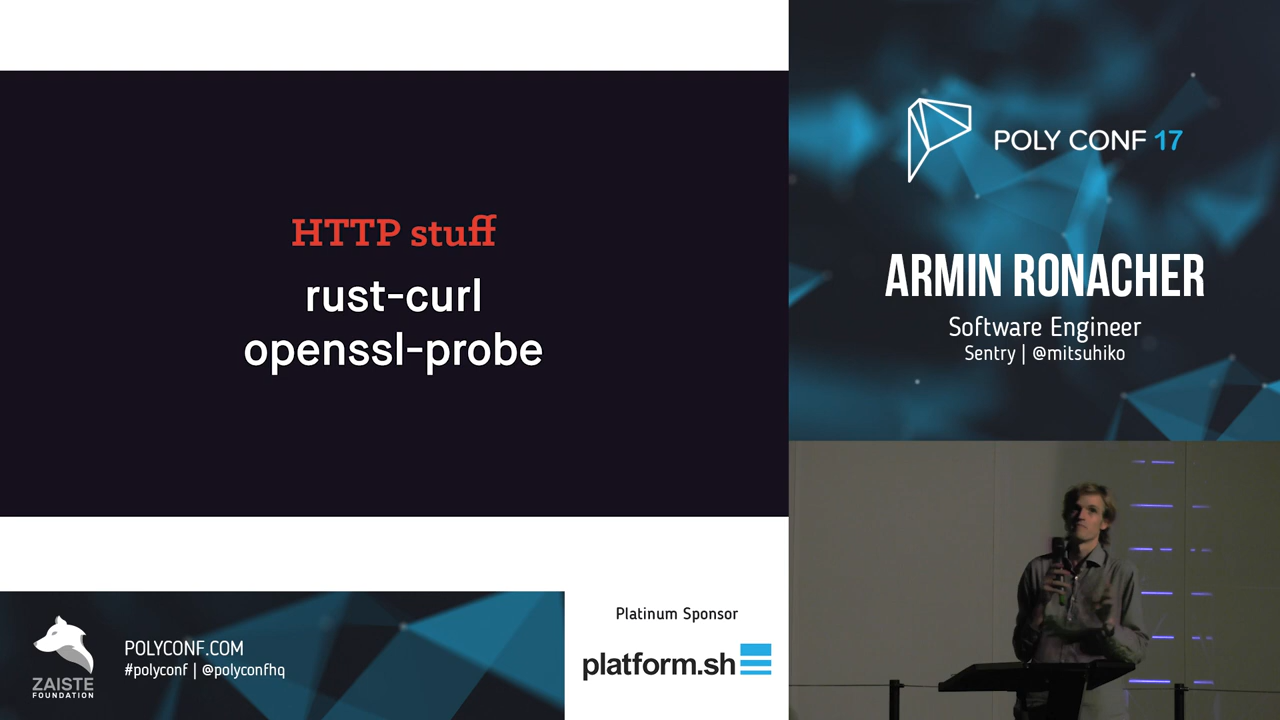 HTTP stuff
rust-curl
openssl-probe
POLY CONF 17
ARMIN RONACHER
Software Engineer
Sentry | @mitsuhiko
ZAISTE
FOUNDATION
POLYCONF.COM
#polyconf | @polyconfhq
Platinum Sponsor
platform.sh